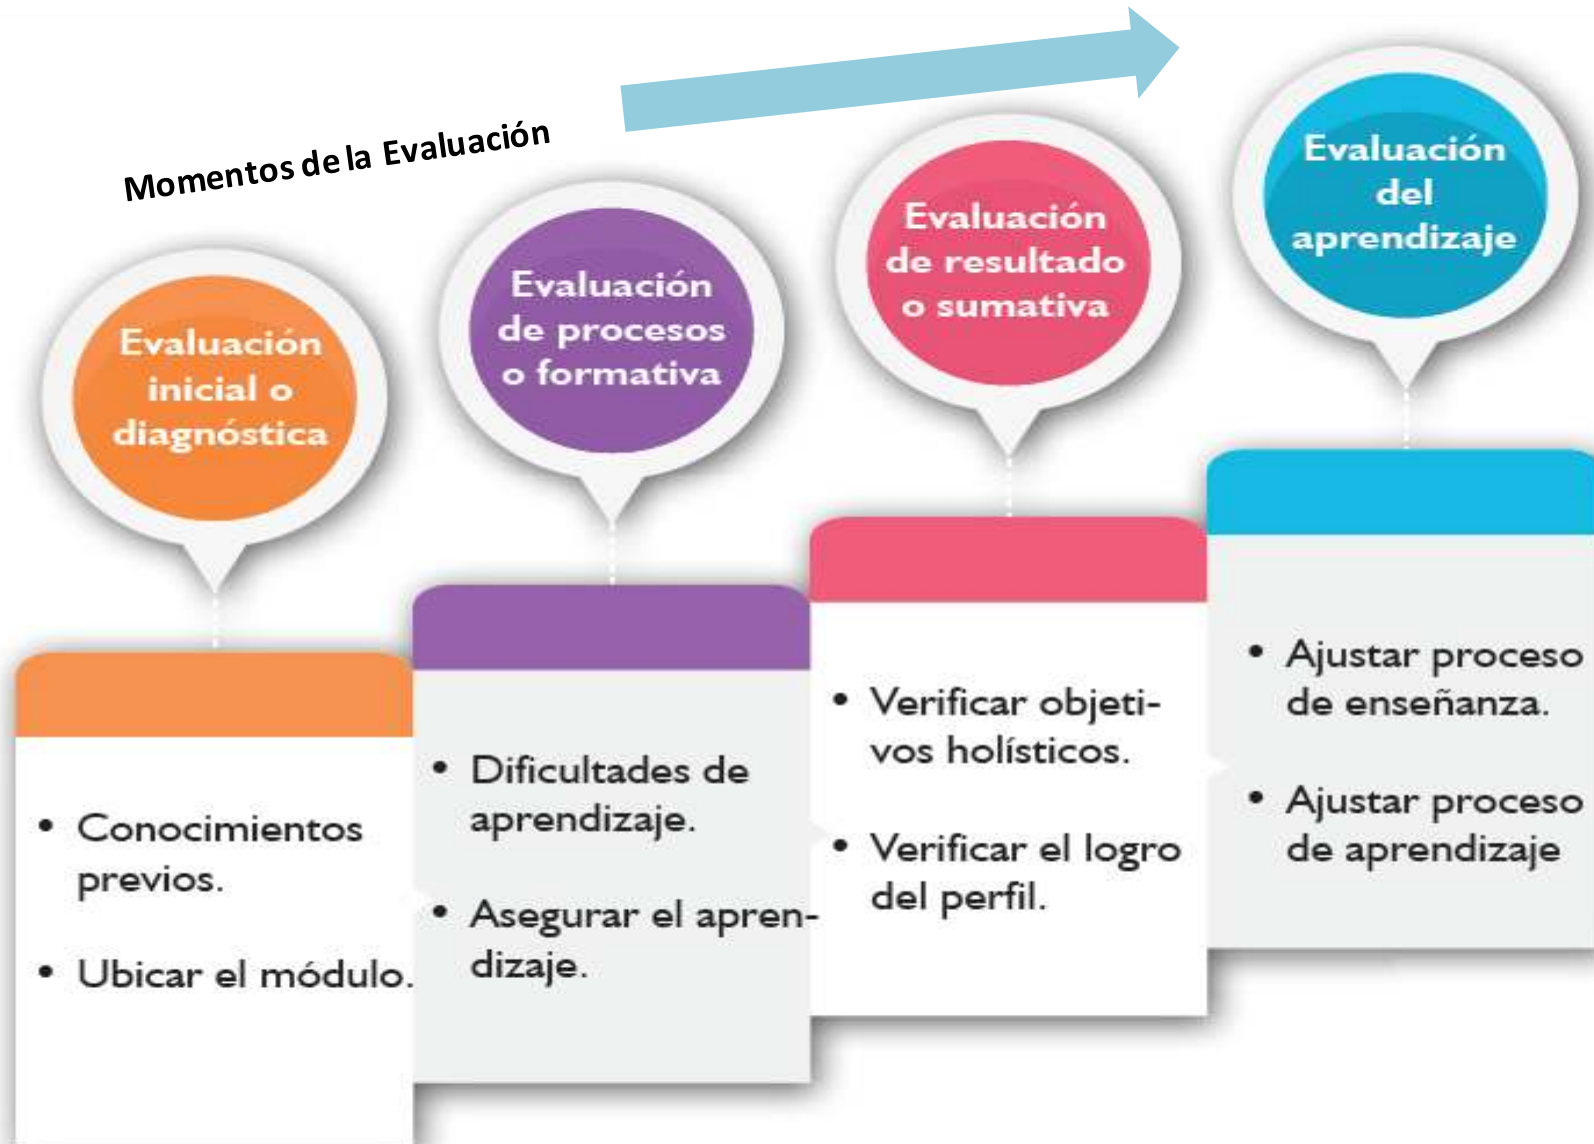 Momentos de la Evaluación
Evaluación
inicial o
diagnóstica
Evaluación
de procesos
o formativa
Evaluación
de resultado
o sumativa
Evaluación
del
aprendizaje
• Conocimientos
previos.
• Ubicar el módulo.
• Dificultades de
aprendizaje.
• Asegurar el apren-
dizaje.
• Verificar objeti-
vos holísticos.
• Verificar el logro
del perfil.
• Ajustar proceso
de enseñanza.
• Ajustar proceso
de aprendizaje